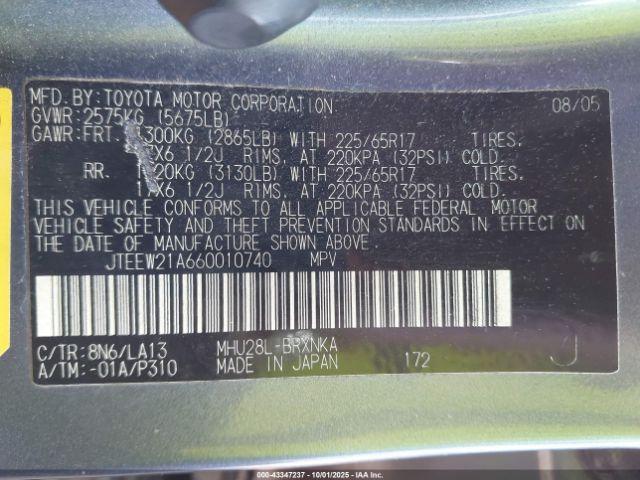 MFD.BY:TOYOTA MOTOR CORPORATION. 08/05
GVWR:2575KG (5675LB)
GAWR:FRT. 1300KG (2865LB) WITH 225/65R17 TIRES.
X6 1/2J RIMS, AT 220KPA (32PSI) COLD.
RR. 20KG (3130LB) WITH 225/65R17 TIRES.
17X6 1/2J RIMS, AT 220KPA (32PSI) COLD.
THIS VEHICLE CONFORMS TO ALL APPLICABLE FEDERAL MOTOR
VEHICLE SAFETY AND THEFT PREVENTION STANDARDS IN EFFECT ON
THE DATE OF MANUFACTURE SHOWN ABOVE.
JTEEW21A660010740 MPV
C/TR:8N6/LA13 MHU28L-BRXNKA
A/TM:-01A/P310 MADE IN JAPAN 172 J
© - 43347237 - 10/01/2025 - IAA Inc.